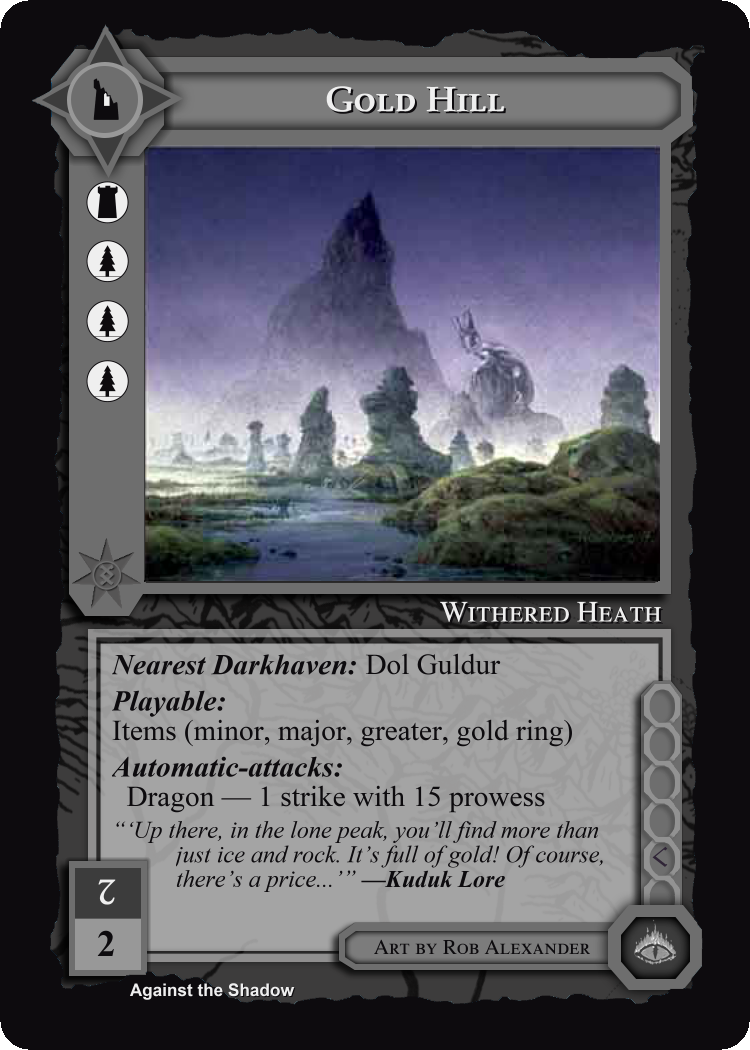 GOLD HILL
WITHERED HEATH
Nearest Darkhaven: Dol Guldur
Playable:
Items (minor, major, greater, gold ring)
Automatic-attacks:
Dragon — 1 strike with 15 prowess
“‘Up there, in the lone peak, you’ll find more than
just ice and rock. It’s full of gold! Of course,
there’s a price...’” —Kuduk Lore
2
2
ART BY ROB ALEXANDER
Against the Shadow